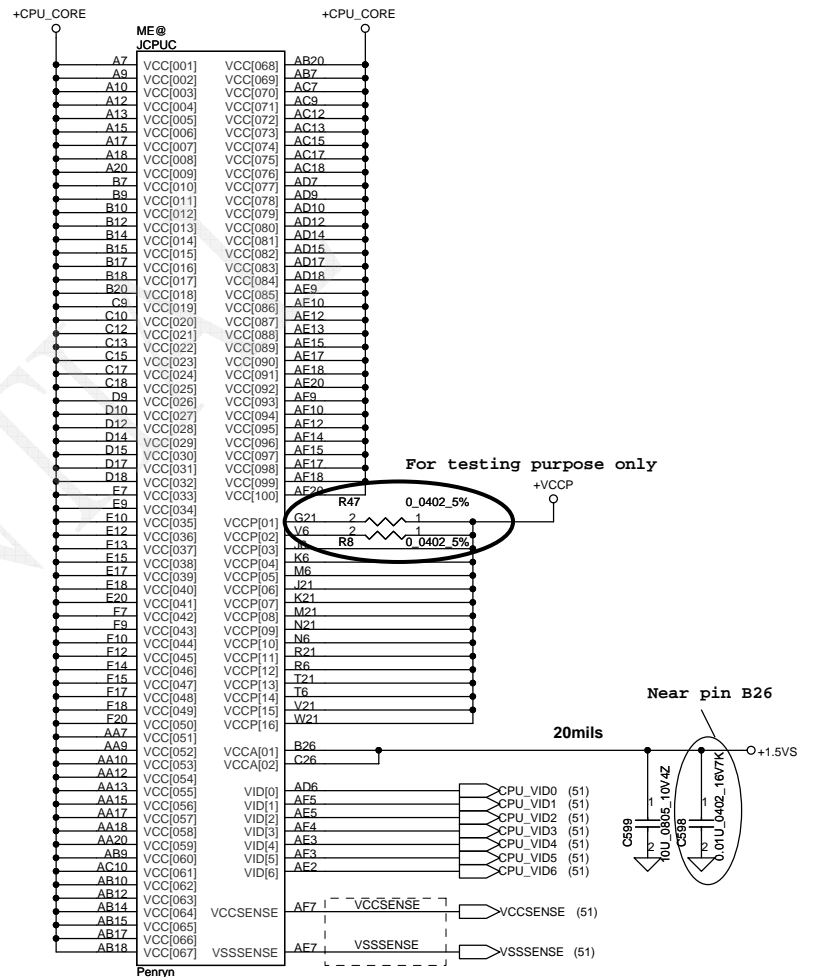 +CPU_CORE +CPU_CORE
ME@
JCPUC
A7 VCC[001] VCC[068] AB20
A9 VCC[002] VCC[069] AB7
A10 VCC[003] VCC[070] AC7
A12 VCC[004] VCC[071] AC9
A13 VCC[005] VCC[072] AC12
A15 VCC[006] VCC[073] AC13
A17 VCC[007] VCC[074] AC15
A18 VCC[008] VCC[075] AC17
A20 VCC[009] VCC[076] AC18
B7 VCC[010] VCC[077] AD7
B9 VCC[011] VCC[078] AD9
B10 VCC[012] VCC[079] AD10
B12 VCC[013] VCC[080] AD12
B14 VCC[014] VCC[081] AD14
B15 VCC[015] VCC[082] AD15
B17 VCC[016] VCC[083] AD17
B18 VCC[017] VCC[084] AD18
B20 VCC[018] VCC[085] AE9
C9 VCC[019] VCC[086] AE10
C10 VCC[020] VCC[087] AE12
C12 VCC[021] VCC[088] AE13
C13 VCC[022] VCC[089] AE15
C15 VCC[023] VCC[090] AE17
C17 VCC[024] VCC[091] AE18
C18 VCC[025] VCC[092] AE20
D9 VCC[026] VCC[093] AF9
D10 VCC[027] VCC[094] AF10
D12 VCC[028] VCC[095] AF12
D14 VCC[029] VCC[096] AF14
D15 VCC[030] VCC[097] AF15
D17 VCC[031] VCC[098] AF17
D18 VCC[032] VCC[099] AF18
E7 VCC[033] VCC[100] AF20
For testing purpose only
+VCCP
E9 VCC[034]
R47 0_0402_5%
E10 VCC[035] VCCP[01] G21 2 1
E12 VCC[036] VCCP[02] V6 2 1
R8 0_0402_5%
E13 VCC[037] VCCP[03]
E15 VCC[038] VCCP[04] K6
E17 VCC[039] VCCP[05] M6
E18 VCC[040] VCCP[06] J21
E20 VCC[041] VCCP[07] K21
F7 VCC[042] VCCP[08] M21
F9 VCC[043] VCCP[09] N21
F10 VCC[044] VCCP[10] N6
F12 VCC[045] VCCP[11] R21
F14 VCC[046] VCCP[12] R6
F15 VCC[047] VCCP[13] T21
F17 VCC[048] VCCP[14] T6
F18 VCC[049] VCCP[15] V21
F20 VCC[050] VCCP[16] W21
Near pin B26
AA7 VCC[051]
20mils
AA9 VCC[052] VCCA[01] B26 +1.5VS
AA10 VCC[053] VCCA[02] C26
AA12 VCC[054]
AA13 VCC[055] VID[0] AD6 CPU_VID0 (51)
AA15 VCC[056] VID[1] AF5 CPU_VID1 (51)
AA17 VCC[057] VID[2] AE5 CPU_VID2 (51)
AA18 VCC[058] VID[3] AF4 CPU_VID3 (51)
AA20 VCC[059] VID[4] AE3 CPU_VID4 (51)
AB9 VCC[060] VID[5] AF3 CPU_VID5 (51)
AC10 VCC[061] VID[6] AE2 CPU_VID6 (51)
C599 1 2 10U_0805_10V4Z
C598 1 2 0.01U_0402_16V7K
AB10 VCC[062]
AB12 VCC[063]
AB14 VCC[064] VCCSENSE AF7 VCCSENSE VCCSENSE (51)
AB15 VCC[065]
AB17 VCC[066]
AB18 VCC[067] VSSSENSE AE7 VSSSENSE VSSSENSE (51)
Penryn